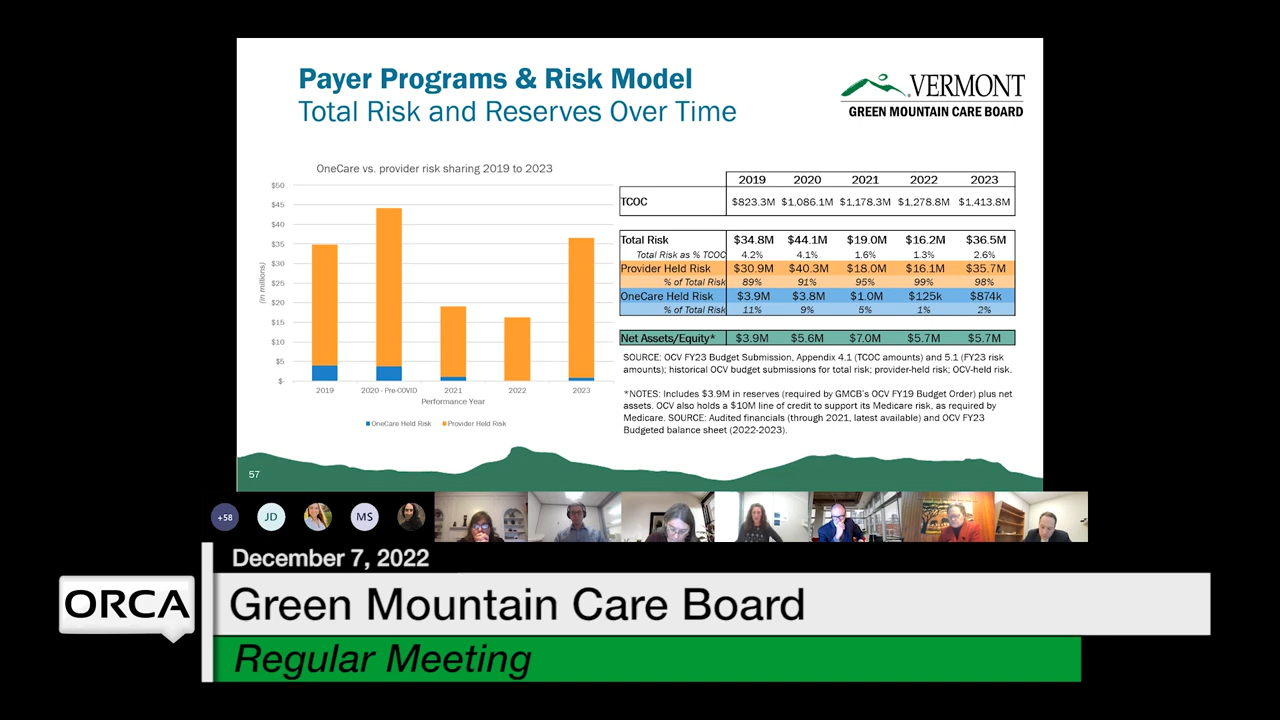 Payer Programs & Risk Model
Total Risk and Reserves Over Time
VERMONT
GREEN MOUNTAIN CARE BOARD
OneCare vs. provider risk sharing 2019 to 2023
$50
$45
$40
$35
$30
$25
$20
$15
$10
$5
$-
(in millions)
2019 2020 - Pre-COVID 2021 2022 2023
Performance Year
OneCare Held Risk Provider Held Risk
2019 2020 2021 2022 2023
TCOC $823.3M $1,086.1M $1,178.3M $1,278.8M $1,413.8M
Total Risk $34.8M $44.1M $19.0M $16.2M $36.5M
Total Risk as % TCOC 4.2% 4.1% 1.6% 1.3% 2.6%
Provider Held Risk $30.9M $40.3M $18.0M $16.1M $35.7M
% of Total Risk 89% 91% 95% 99% 98%
OneCare Held Risk $3.9M $3.8M $1.0M $125k $874k
% of Total Risk 11% 9% 5% 1% 2%
Net Assets/Equity* $3.9M $5.6M $7.0M $5.7M $5.7M
SOURCE: OCV FY23 Budget Submission, Appendix 4.1 (TCOC amounts) and 5.1 (FY23 risk
amounts); historical OCV budget submissions for total risk; provider-held risk; OCV-held risk.
*NOTES: Includes $3.9M in reserves (required by GMCB's OCV FY19 Budget Order) plus net
assets. OCV also holds a $10M line of credit to support its Medicare risk, as required by
Medicare. SOURCE: Audited financials (through 2021, latest available) and OCV FY23
Budgeted balance sheet (2022-2023).
57
+58 JD MS
December 7, 2022
ORCA
Green Mountain Care Board
Regular Meeting